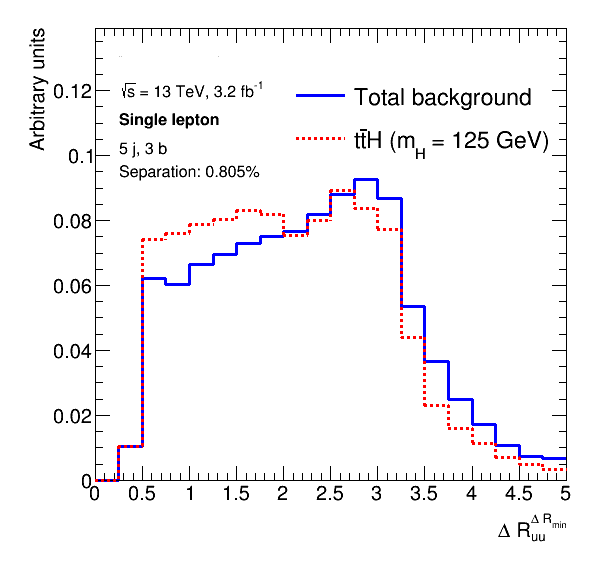 Arbitrary units
0.12
0.1
0.08
0.06
0.04
0.02
0
√s = 13 TeV, 3.2 fb⁻¹
Single lepton
5 j, 3 b
Separation: 0.805%
Total background
tt̄H (m_H = 125 GeV)
0 0.5 1 1.5 2 2.5 3 3.5 4 4.5 5
Δ R_uu^Δ R_min